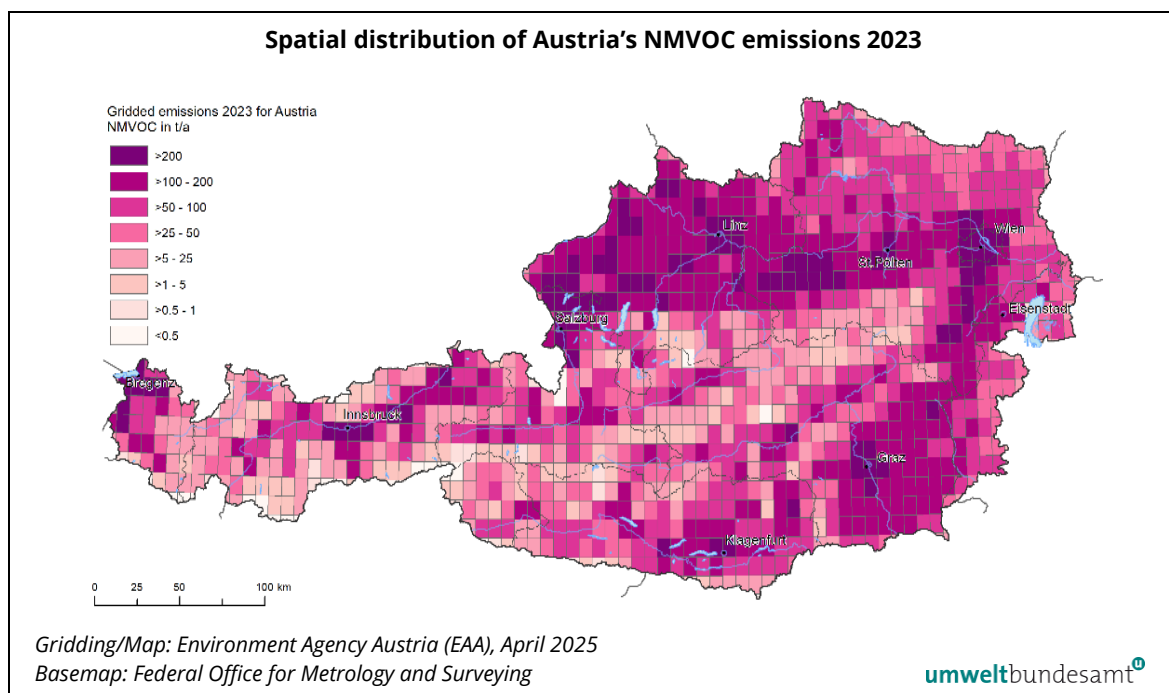 Spatial distribution of Austria’s NMVOC emissions 2023
Gridded emissions 2023 for Austria
NMVOC in t/a
>200
>100 - 200
>50 - 100
>25 - 50
>5 - 25
>1 - 5
>0.5 - 1
<0.5
Linz
Wien
St. Pölten
Eisenstadt
Salzburg
Bregenz
Innsbruck
Graz
Klagenfurt
0 25 50 100 km
Gridding/Map: Environment Agency Austria (EAA), April 2025
Basemap: Federal Office for Metrology and Surveying
umweltbundesamt u